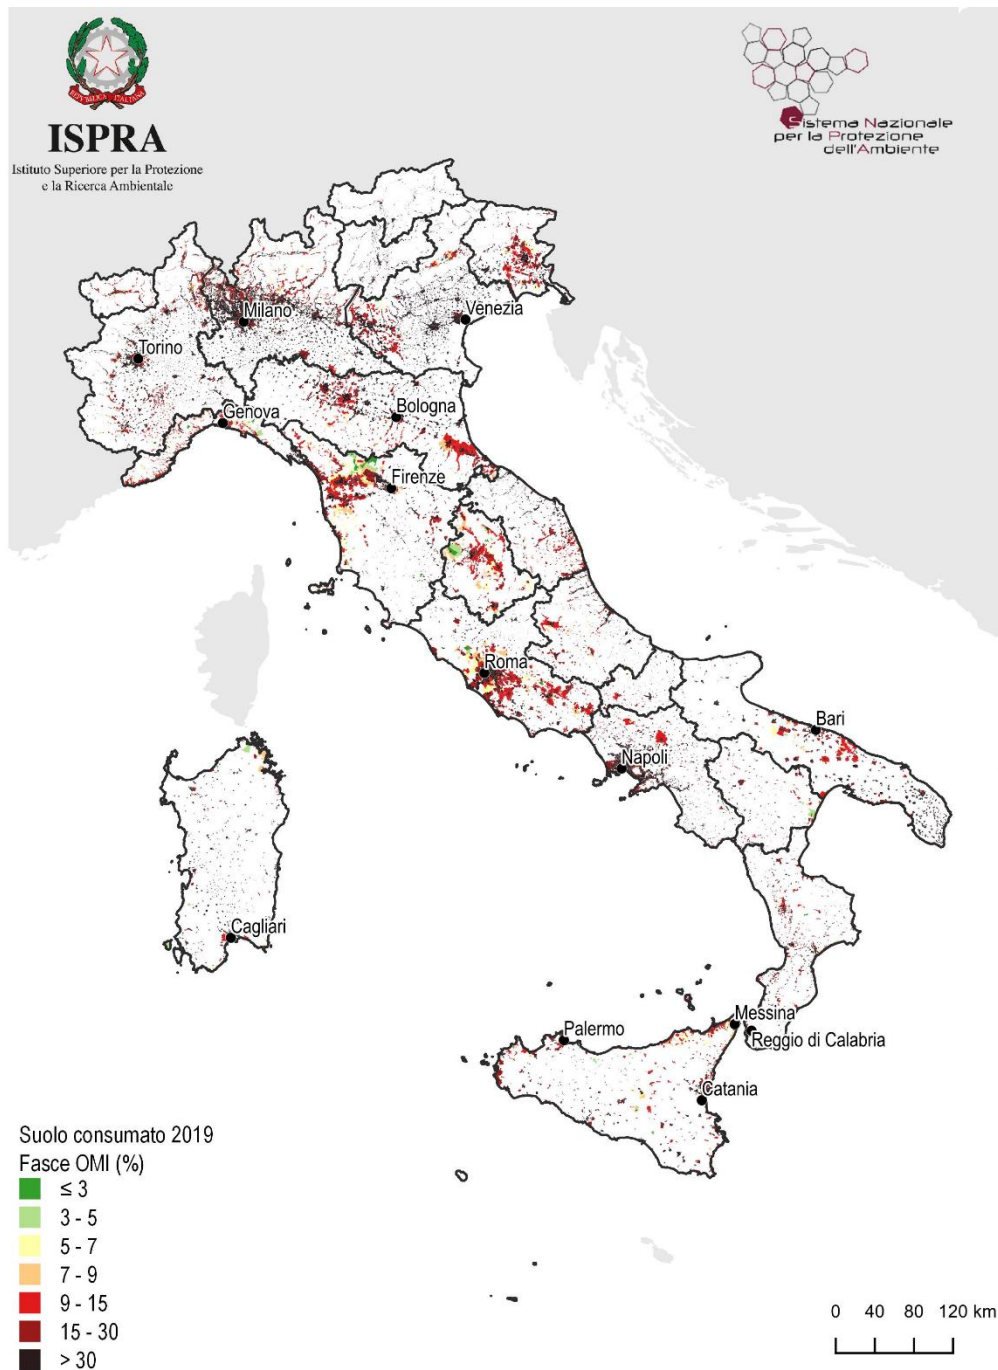 REPVBBLICA ITALIANA
ISPRA
Istituto Superiore per la Protezione
e la Ricerca Ambientale
Sistema Nazionale
per la Protezione
dell'Ambiente
Milano
Venezia
Torino
Genova
Bologna
Firenze
Roma
Bari
Napoli
Cagliari
Messina
Palermo
Reggio di Calabria
Catania
Suolo consumato 2019
Fasce OMI (%)
≤ 3
3 - 5
5 - 7
7 - 9
9 - 15
15 - 30
> 30
0 40 80 120 km